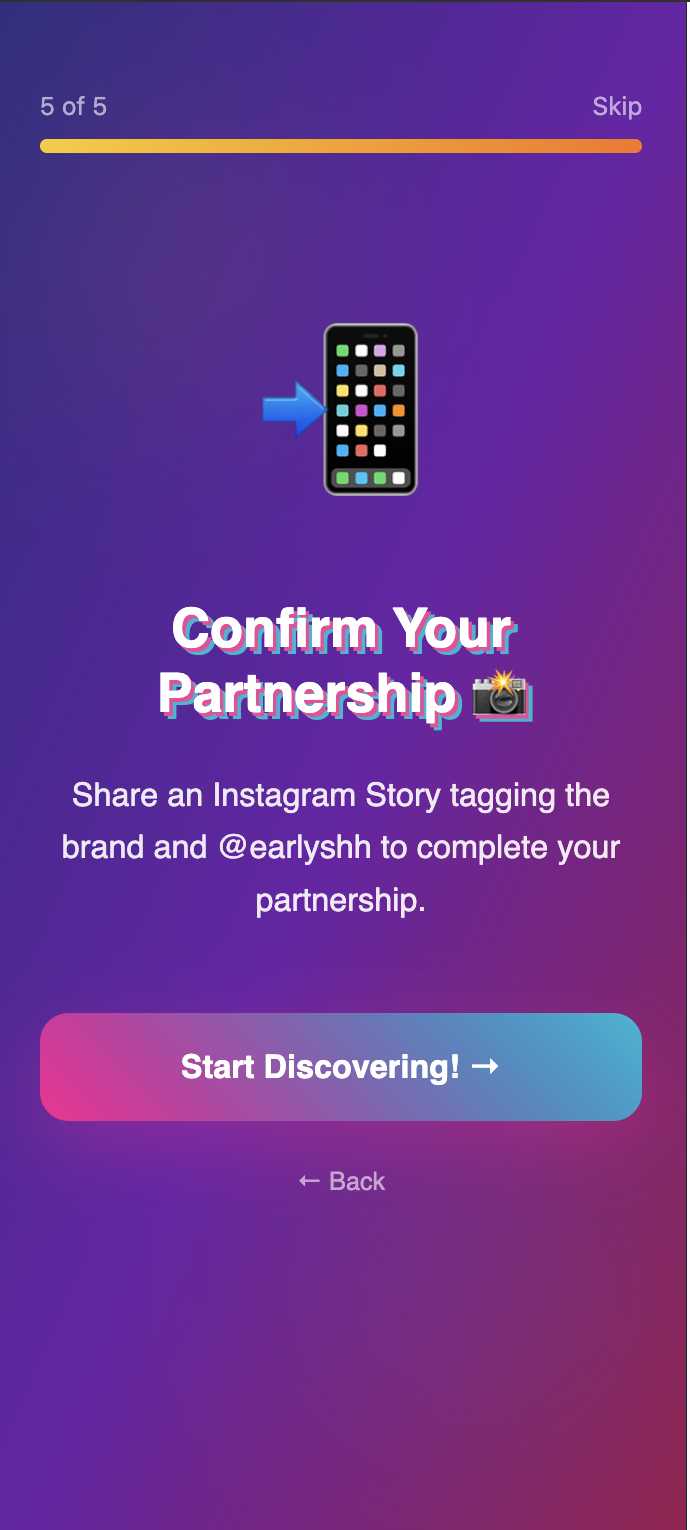 5 of 5
Skip
Confirm Your
Partnership 📸
Share an Instagram Story tagging the
brand and @earlyshh to complete your
partnership.
Start Discovering! →
← Back